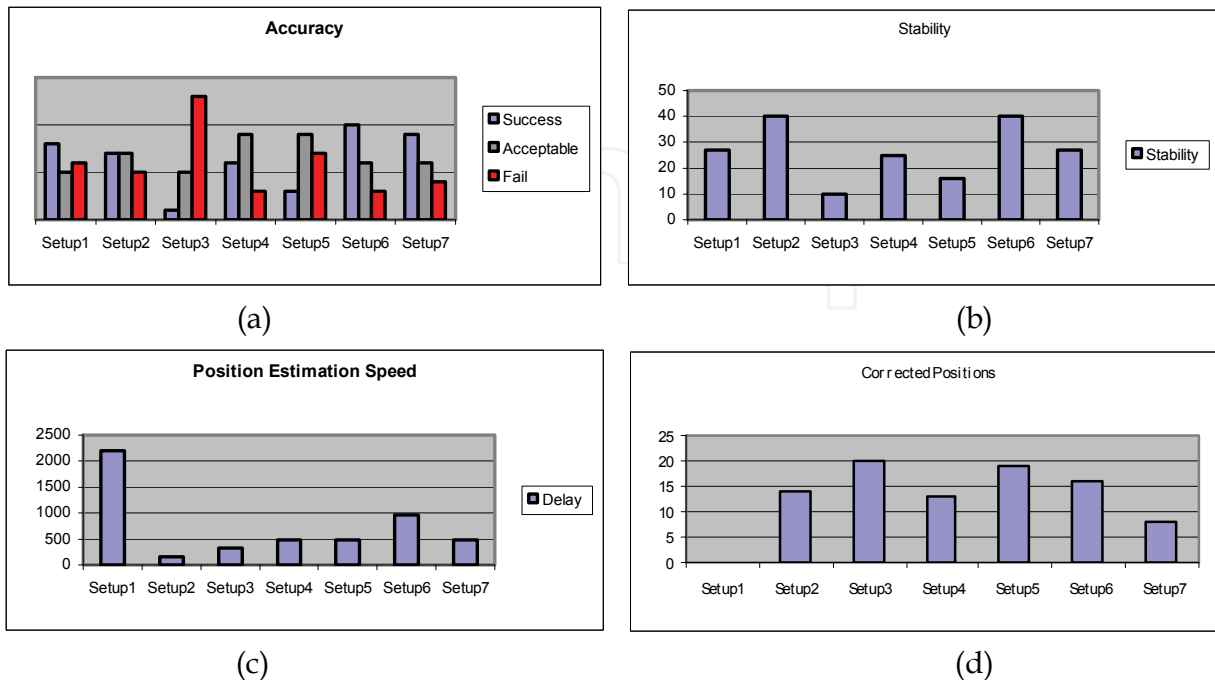 Accuracy
Success
Acceptable
Fail
Setup1 Setup2 Setup3 Setup4 Setup5 Setup6 Setup7
(a)
Stability
50
40
30
20
10
0
Setup1 Setup2 Setup3 Setup4 Setup5 Setup6 Setup7
Stability
(b)
Position Estimation Speed
2500
2000
1500
1000
500
0
Setup1 Setup2 Setup3 Setup4 Setup5 Setup6 Setup7
Delay
(c)
Corrected Positions
25
20
15
10
5
0
Setup1 Setup2 Setup3 Setup4 Setup5 Setup6 Setup7
(d)